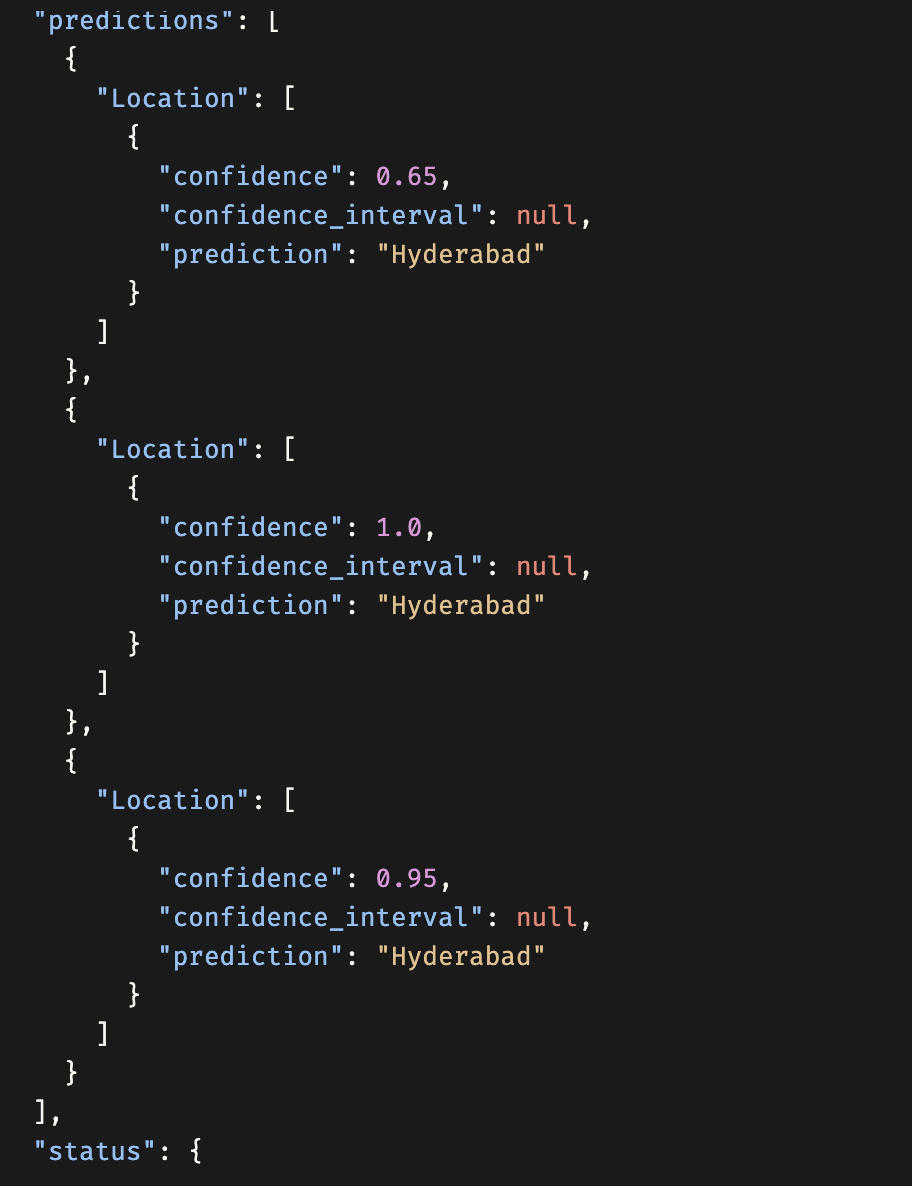 "predictions": [
  {
    "Location": [
      {
        "confidence": 0.65,
        "confidence_interval": null,
        "prediction": "Hyderabad"
      }
    ]
  },
  {
    "Location": [
      {
        "confidence": 1.0,
        "confidence_interval": null,
        "prediction": "Hyderabad"
      }
    ]
  },
  {
    "Location": [
      {
        "confidence": 0.95,
        "confidence_interval": null,
        "prediction": "Hyderabad"
      }
    ]
  }
],
"status": {